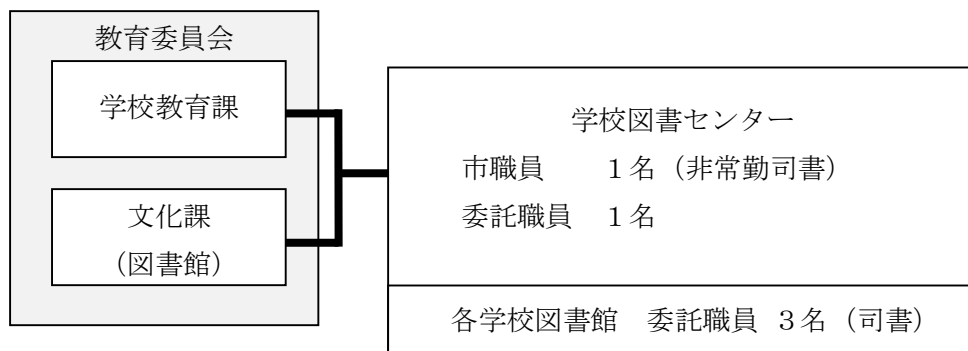 教育委員会
学校教育課
文化課
（図書館）
学校図書センター
市職員　　１名（非常勤司書）
委託職員　１名
各学校図書館　委託職員 ３名（司書）